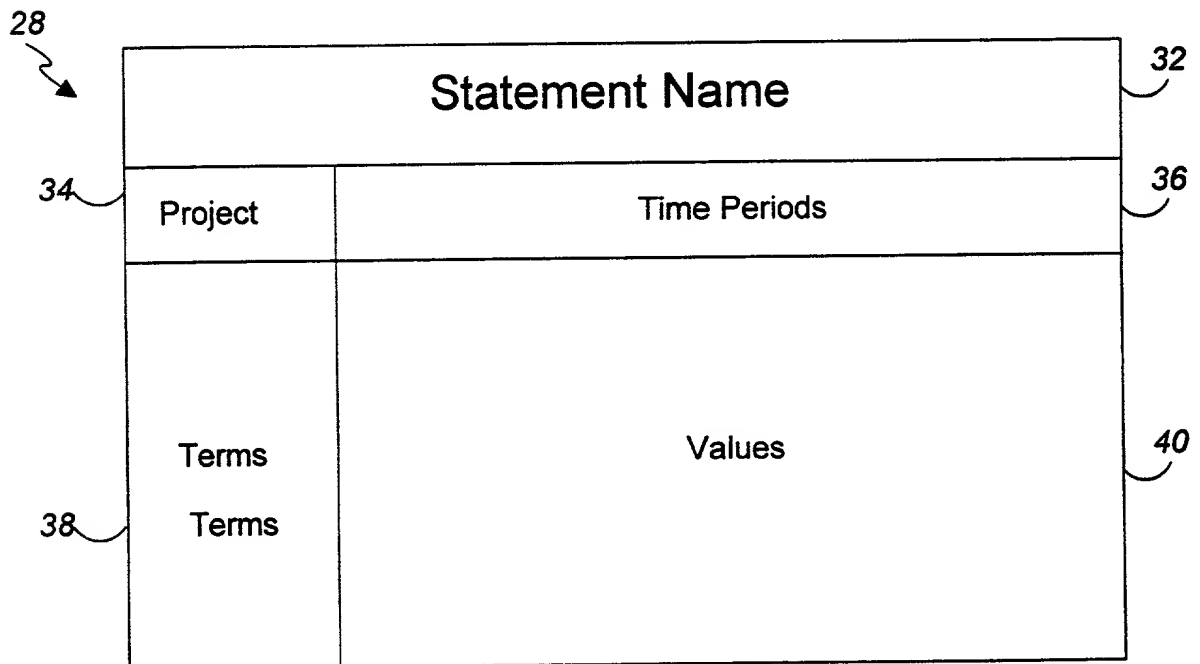 28
Statement Name
32
34
Project
Time Periods
36
Terms
Values
40
38
Terms